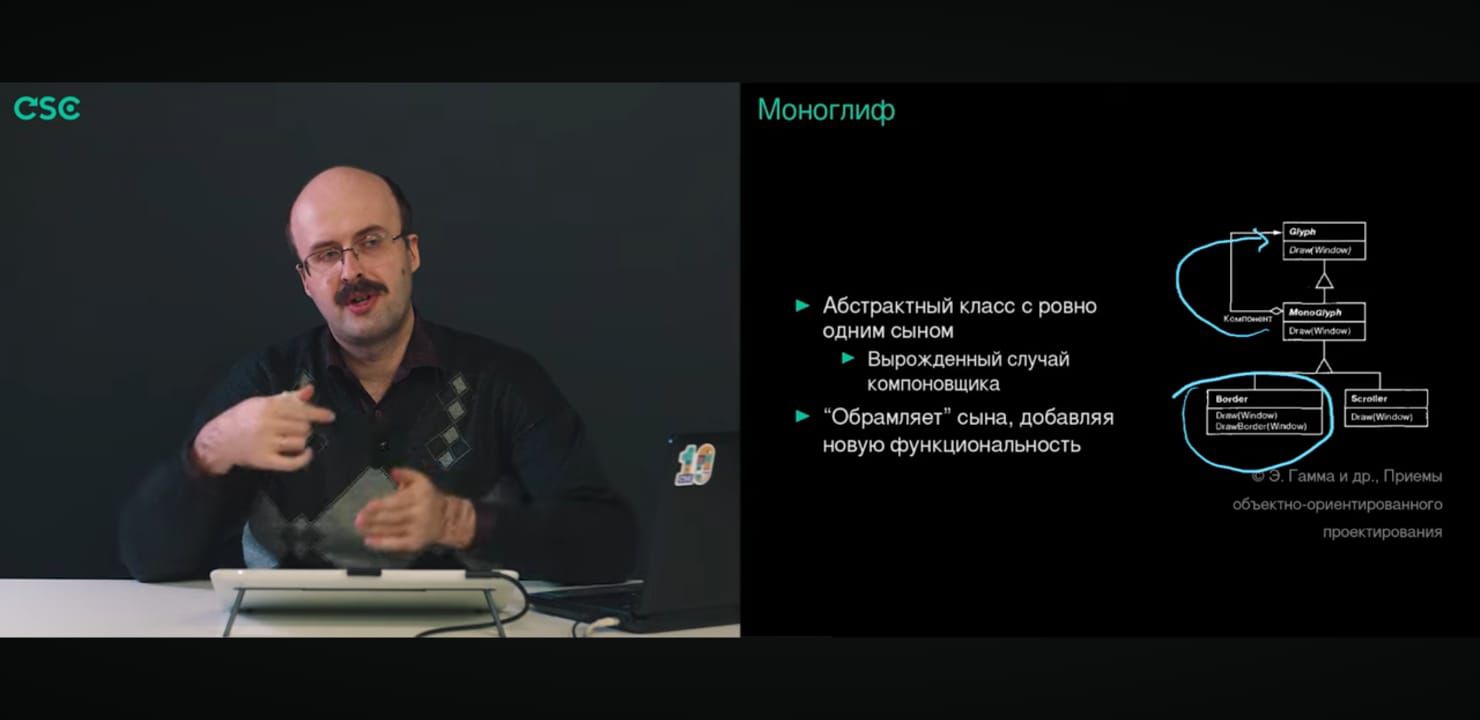 CSC
Моноглиф
Абстрактный класс с ровно
одним сыном
Вырожденный случай
компоновщика
“Обрамляет” сына, добавляя
новую функциональность
Glyph
Draw(Window)
Компонент
MonoGlyph
Draw(Window)
Border
Draw(Window)
DrawBorder(Window)
Scroller
Draw(Window)
© Э. Гамма и др., Приемы
объектно-ориентированного
проектирования
10